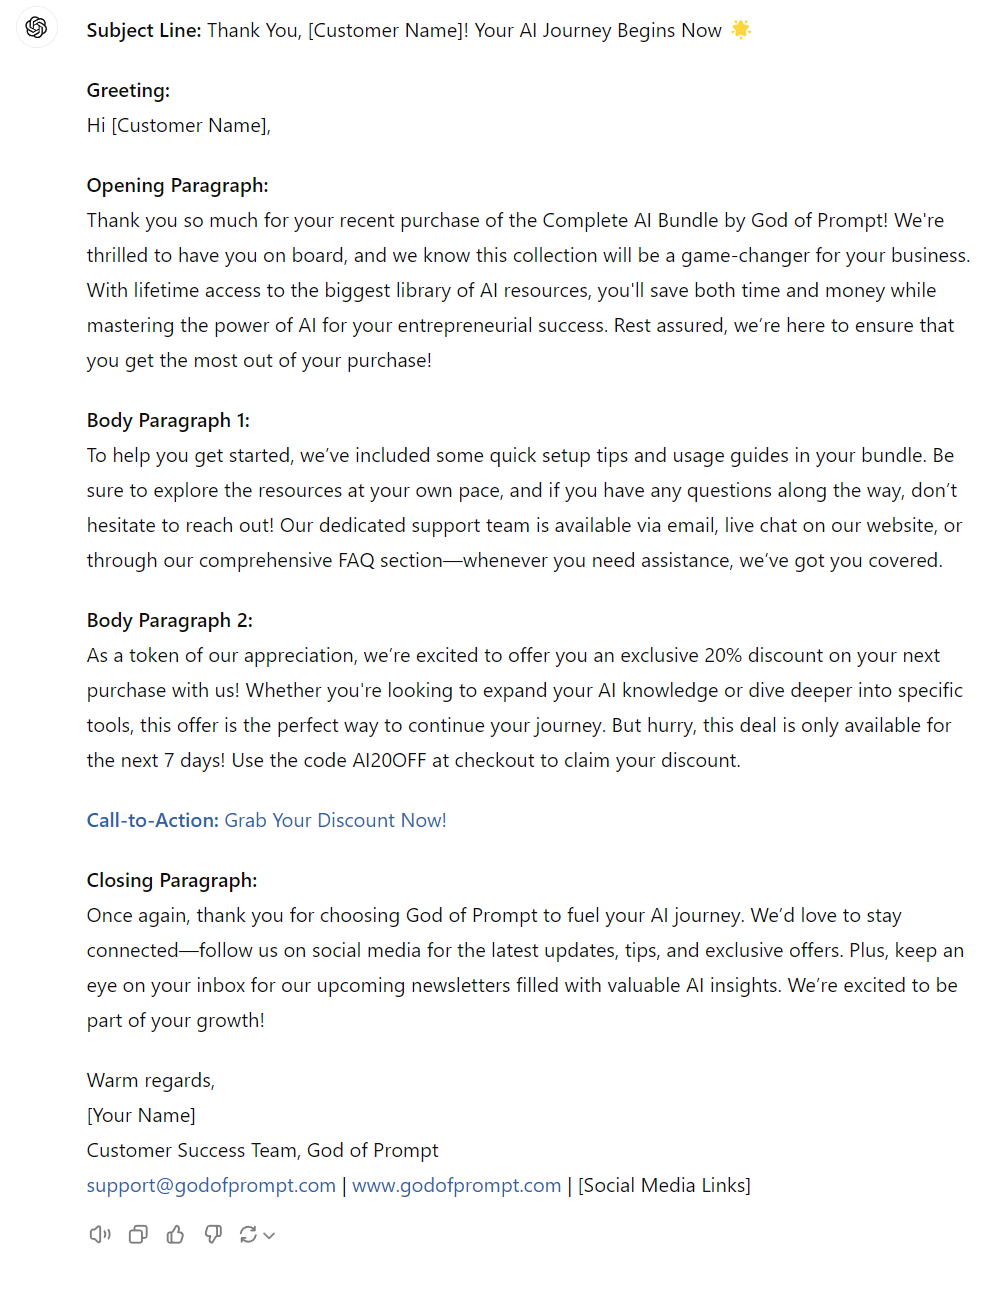 Subject Line: Thank You, [Customer Name]! Your AI Journey Begins Now 🌟
Greeting:
Hi [Customer Name],
Opening Paragraph:
Thank you so much for your recent purchase of the Complete AI Bundle by God of Prompt! We're
thrilled to have you on board, and we know this collection will be a game-changer for your business.
With lifetime access to the biggest library of AI resources, you'll save both time and money while
mastering the power of AI for your entrepreneurial success. Rest assured, we’re here to ensure that
you get the most out of your purchase!
Body Paragraph 1:
To help you get started, we’ve included some quick setup tips and usage guides in your bundle. Be
sure to explore the resources at your own pace, and if you have any questions along the way, don’t
hesitate to reach out! Our dedicated support team is available via email, live chat on our website, or
through our comprehensive FAQ section—whenever you need assistance, we’ve got you covered.
Body Paragraph 2:
As a token of our appreciation, we’re excited to offer you an exclusive 20% discount on your next
purchase with us! Whether you're looking to expand your AI knowledge or dive deeper into specific
tools, this offer is the perfect way to continue your journey. But hurry, this deal is only available for
the next 7 days! Use the code AI20OFF at checkout to claim your discount.
Call-to-Action: Grab Your Discount Now!
Closing Paragraph:
Once again, thank you for choosing God of Prompt to fuel your AI journey. We’d love to stay
connected—follow us on social media for the latest updates, tips, and exclusive offers. Plus, keep an
eye on your inbox for our upcoming newsletters filled with valuable AI insights. We’re excited to be
part of your growth!
Warm regards,
[Your Name]
Customer Success Team, God of Prompt
support@godofprompt.com | www.godofprompt.com | [Social Media Links]